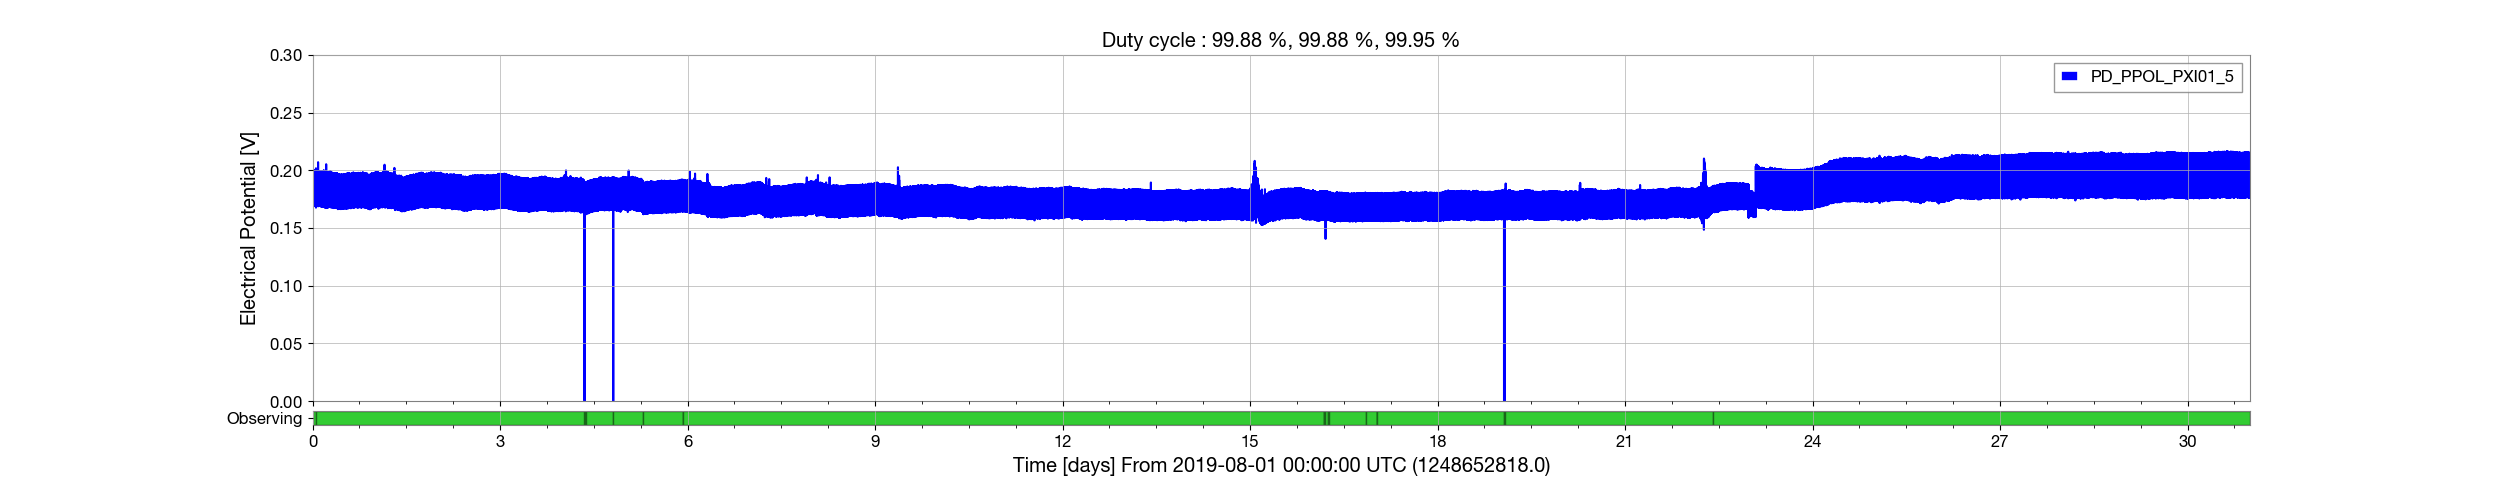 Duty cycle : 99.88 %, 99.88 %, 99.95 %
0.30
0.25
0.20
0.15
0.10
0.05
0.00
Electrical Potential [V]
PD_PPOL_PXI01_5
Observing
0 3 6 9 12 15 18 21 24 27 30
Time [days] From 2019-08-01 00:00:00 UTC (1248652818.0)